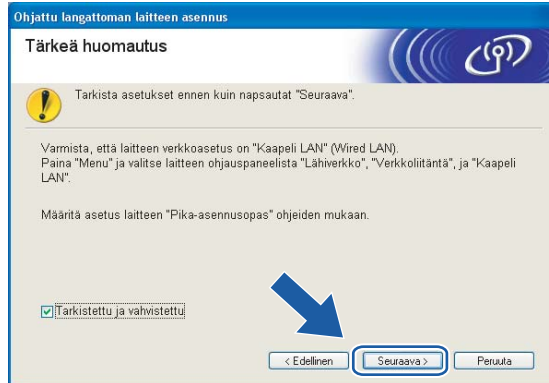 Ohjattu langattoman laitteen asennus
Tärkeä huomautus
Tarkista asetukset ennen kuin napsautat "Seuraava".
Varmista, että laitteen verkkoasetus on "Kaapeli LAN" (Wired LAN).
Paina "Menu" ja valitse laitteen ohjauspaneelista "Lähiverkko", "Verkkoliitäntä", ja "Kaapeli
LAN".
Määritä asetus laitteen "Pika-asennusopas" ohjeiden mukaan.
Tarkistettu ja vahvistettu
< Edellinen Seuraava > Peruuta